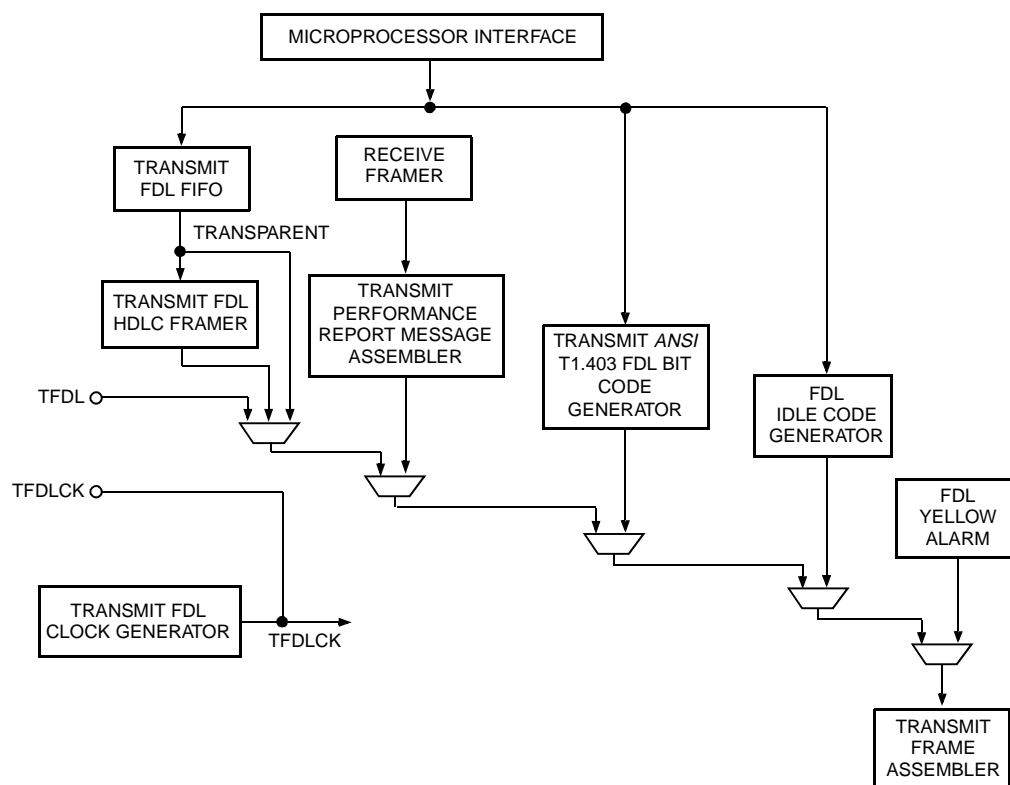 MICROPROCESSOR INTERFACE
TRANSMIT
FDL FIFO
RECEIVE
FRAMER
TRANSPARENT
TRANSMIT FDL
HDLC FRAMER
TRANSMIT
PERFORMANCE
REPORT MESSAGE
ASSEMBLER
TRANSMIT ANSI
T1.403 FDL BIT
CODE
GENERATOR
FDL
IDLE CODE
GENERATOR
TFDL
TFDLCK
FDL
YELLOW
ALARM
TRANSMIT FDL
CLOCK GENERATOR
TFDLCK
TRANSMIT
FRAME
ASSEMBLER